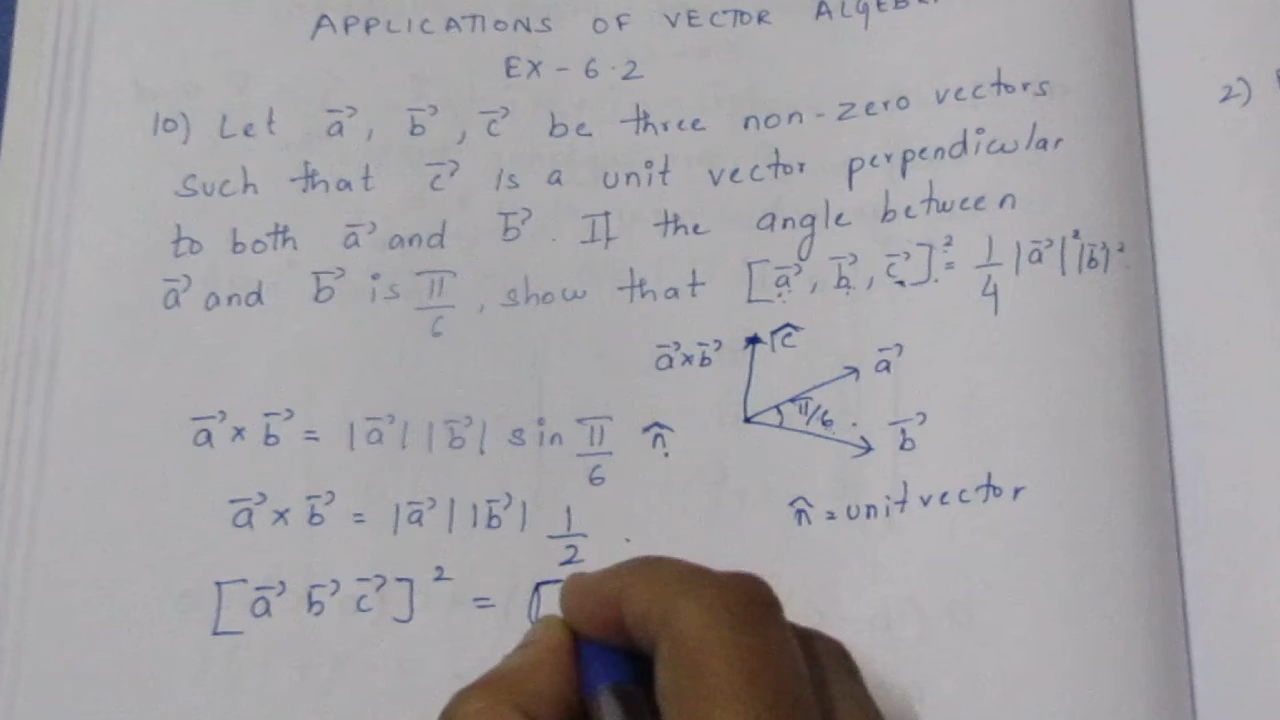 APPLICATIONS OF VECTOR
EX - 6.2
10) Let a⃗, b⃗, c⃗ be three non-zero vectors
such that c⃗ is a unit vector perpendicular
to both a⃗ and b⃗. If the angle between
a⃗ and b⃗ is π/6, show that [a⃗, b⃗, c⃗]² = 1/4 |a⃗|²|b⃗|²
a⃗×b⃗ ĉ a⃗
π/6 b⃗
a⃗ × b⃗ = |a⃗| |b⃗| sin π/6 n̂
n̂ = unit vector
a⃗ × b⃗ = |a⃗| |b⃗| 1/2
[a⃗ b⃗ c⃗]² = [
2)